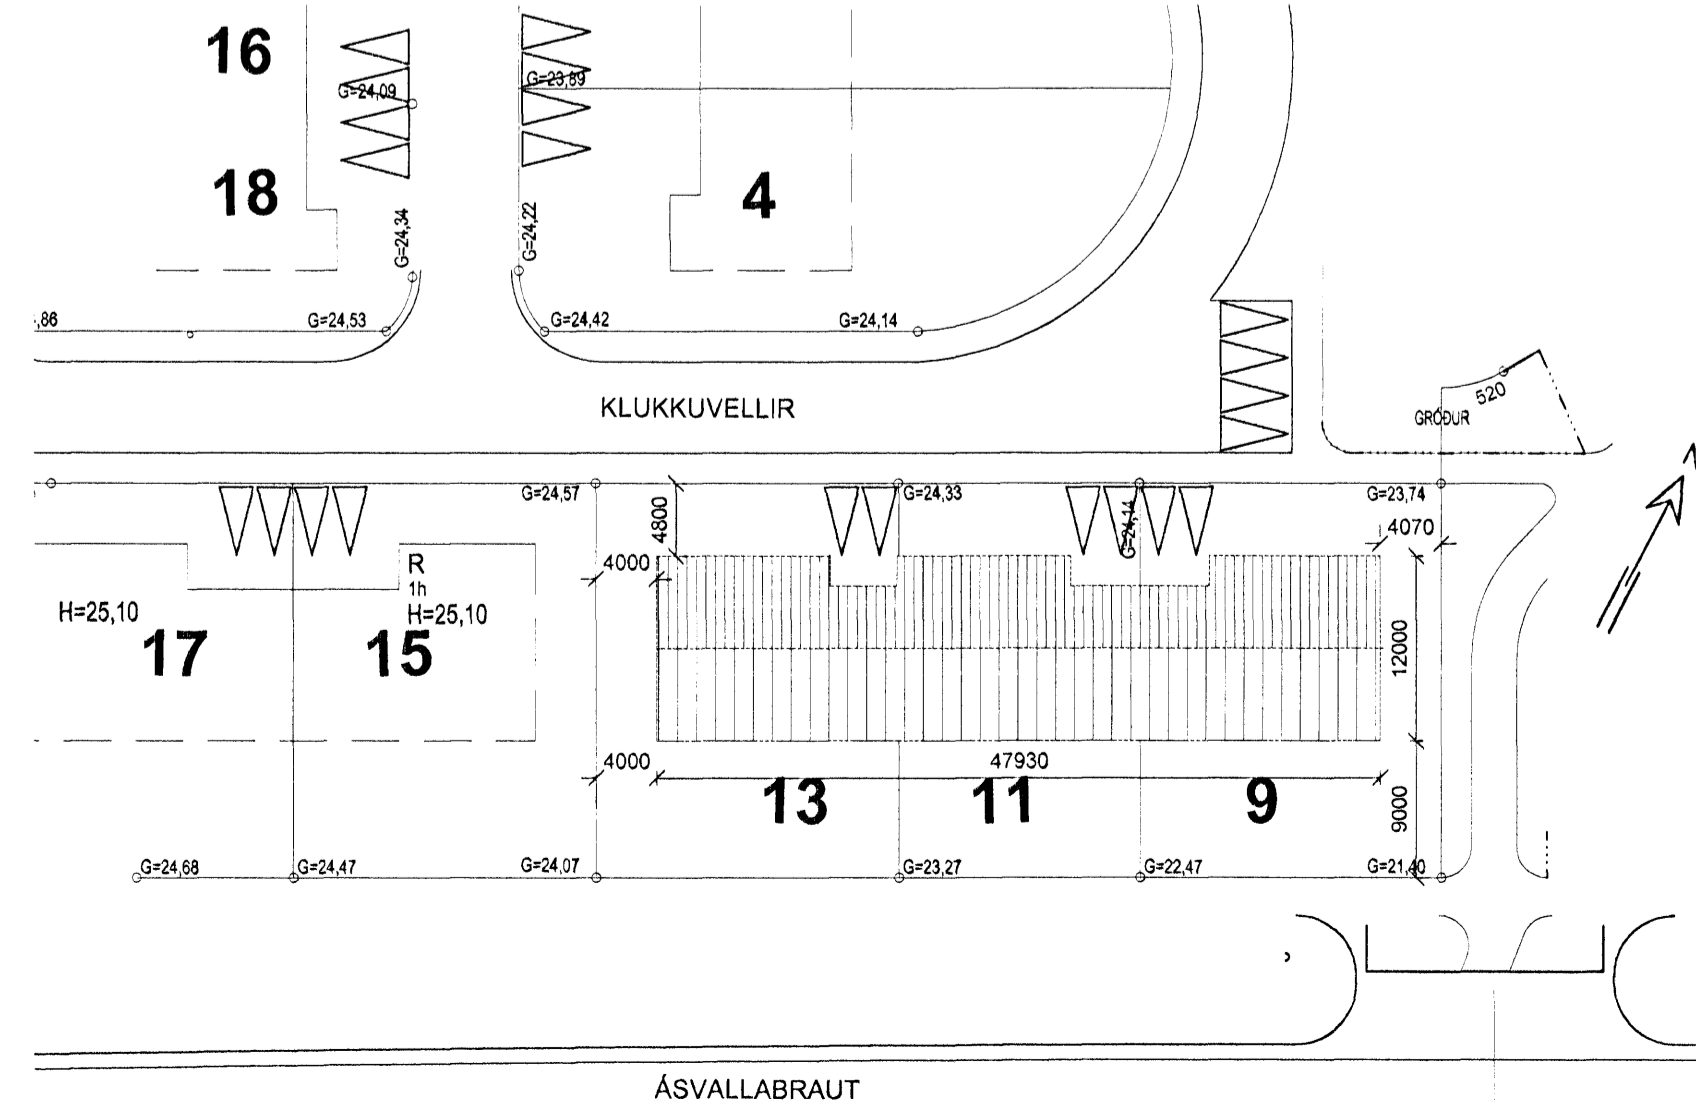 16
G=24,09
G=23,89
18
4
G=24,34
G=24,22
,86
G=24,53
G=24,42
G=24,14
KLUKKUVELLIR
520
GRÓÐUR
G=24,57
4800
G=24,33
G=24,14
G=23,74
4070
R
1h
H=25,10
4000
H=25,10
17
15
12000
4000
47930
13
11
9
9000
G=24,68
G=24,47
G=24,07
G=23,27
G=22,47
G=21,40
ÁSVALLABRAUT